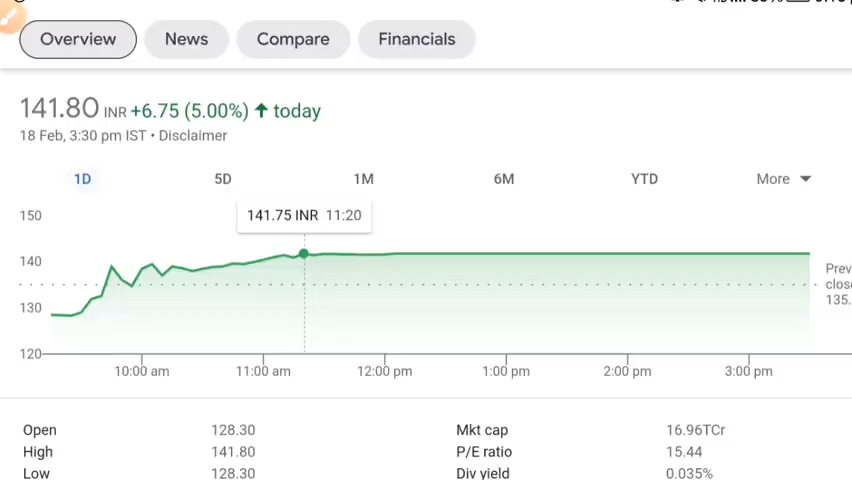 Overview News Compare Financials
141.80 INR +6.75 (5.00%) ↑ today
18 Feb, 3:30 pm IST • Disclaimer
1D 5D 1M 6M YTD More
141.75 INR 11:20
150
140
130
120
Prev
close
135.
10:00 am 11:00 am 12:00 pm 1:00 pm 2:00 pm 3:00 pm
Open 128.30 Mkt cap 16.96TCr
High 141.80 P/E ratio 15.44
Low 128.30 Div yield 0.035%